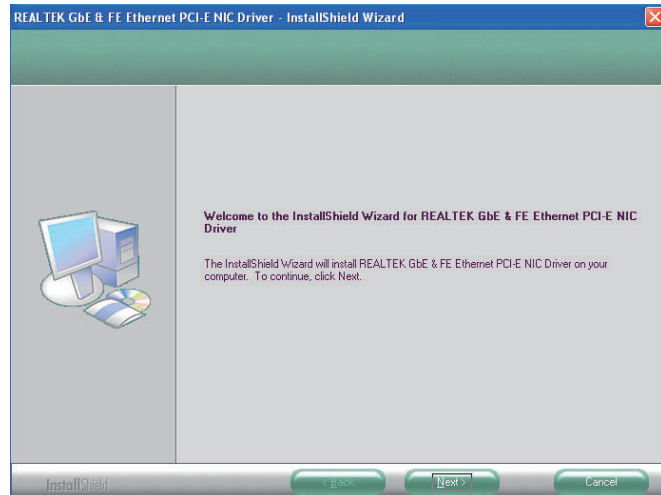 REALTEK GbE & FE Ethernet PCI-E NIC Driver - InstallShield Wizard
Welcome to the InstallShield Wizard for REALTEK GbE & FE Ethernet PCI-E NIC
Driver
The InstallShield Wizard will install REALTEK GbE & FE Ethernet PCI-E NIC Driver on your
computer. To continue, click Next.
InstallShield
< Back
Next >
Cancel